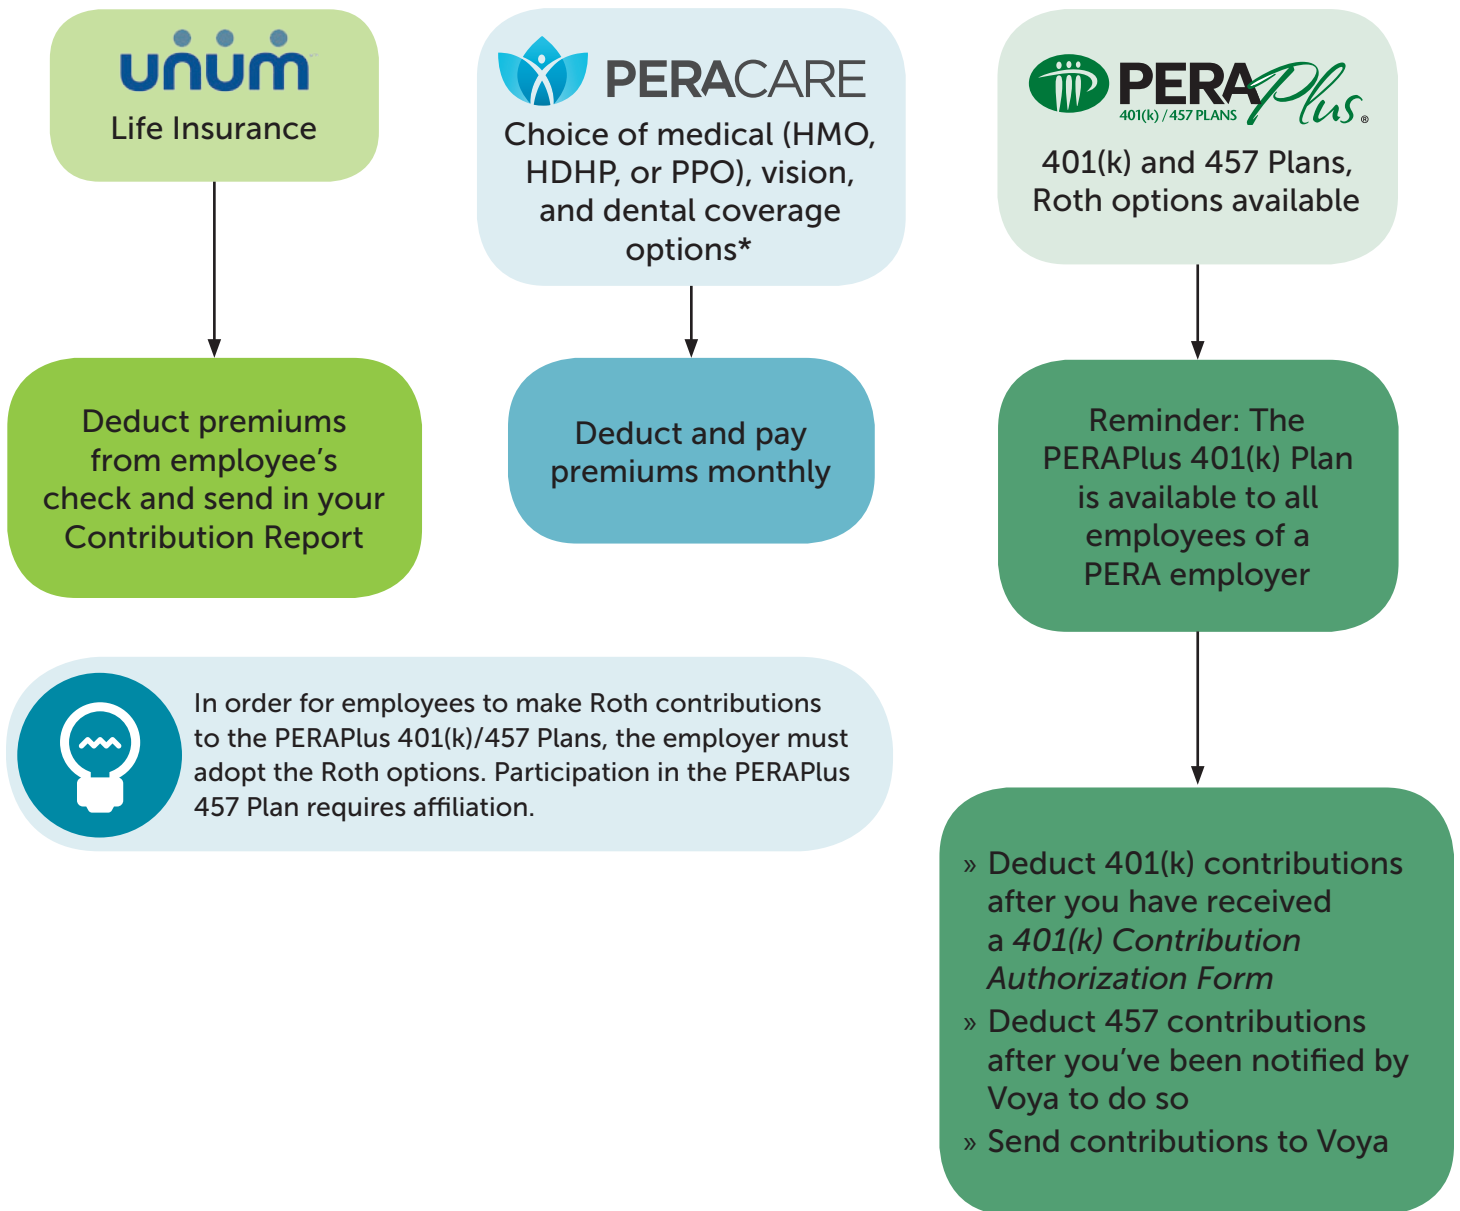 unum
Life Insurance
PERACARE
Choice of medical (HMO,
HDHP, or PPO), vision,
and dental coverage
options*
PERAPlus®
401(k) / 457 PLANS
401(k) and 457 Plans,
Roth options available
Deduct premiums
from employee’s
check and send in your
Contribution Report
Deduct and pay
premiums monthly
Reminder: The
PERAPlus 401(k) Plan
is available to all
employees of a
PERA employer
In order for employees to make Roth contributions
to the PERAPlus 401(k)/457 Plans, the employer must
adopt the Roth options. Participation in the PERAPlus
457 Plan requires affiliation.
» Deduct 401(k) contributions
after you have received
a 401(k) Contribution
Authorization Form
» Deduct 457 contributions
after you’ve been notified by
Voya to do so
» Send contributions to Voya